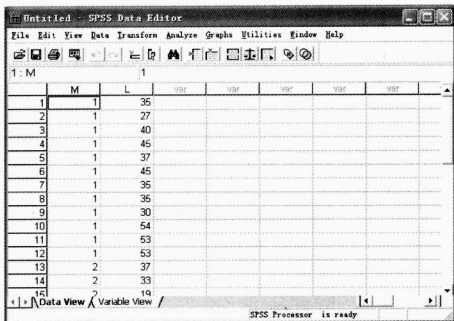 Untitled - SPSS Data Editor
File Edit View Data Transform Analyze Graphs Utilities Window Help
1 : M 1
M L var var var var var
1 1 35
2 1 27
3 1 40
4 1 45
5 1 37
6 1 45
7 1 35
8 1 35
9 1 30
10 1 54
11 1 53
12 1 53
13 2 37
14 2 33
15 2 19
Data View Variable View
SPSS Processor is ready